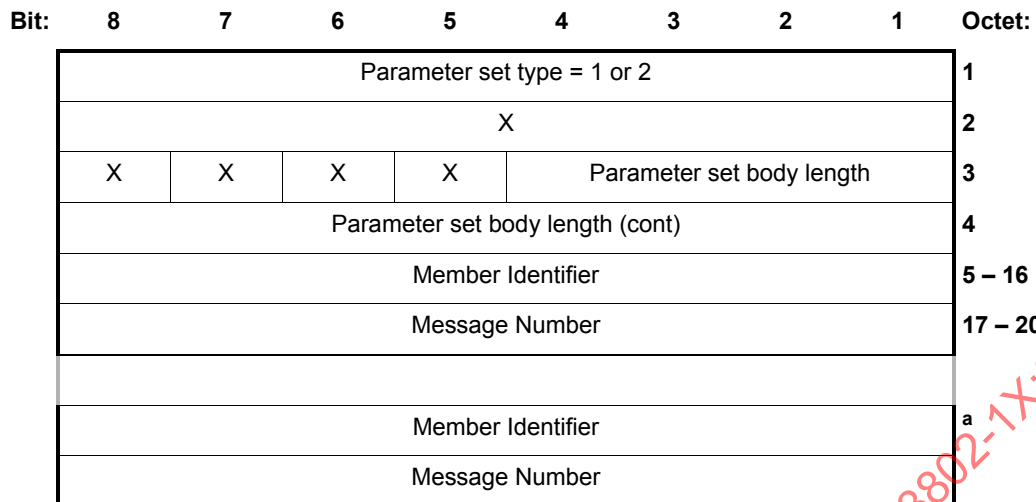 Bit: 8 7 6 5 4 3 2 1 Octet:
Parameter set type = 1 or 2 1
X 2
X X X X Parameter set body length 3
Parameter set body length (cont) 4
Member Identifier 5 – 16
Message Number 17 – 20
Member Identifier a
Message Number
8802-1X: